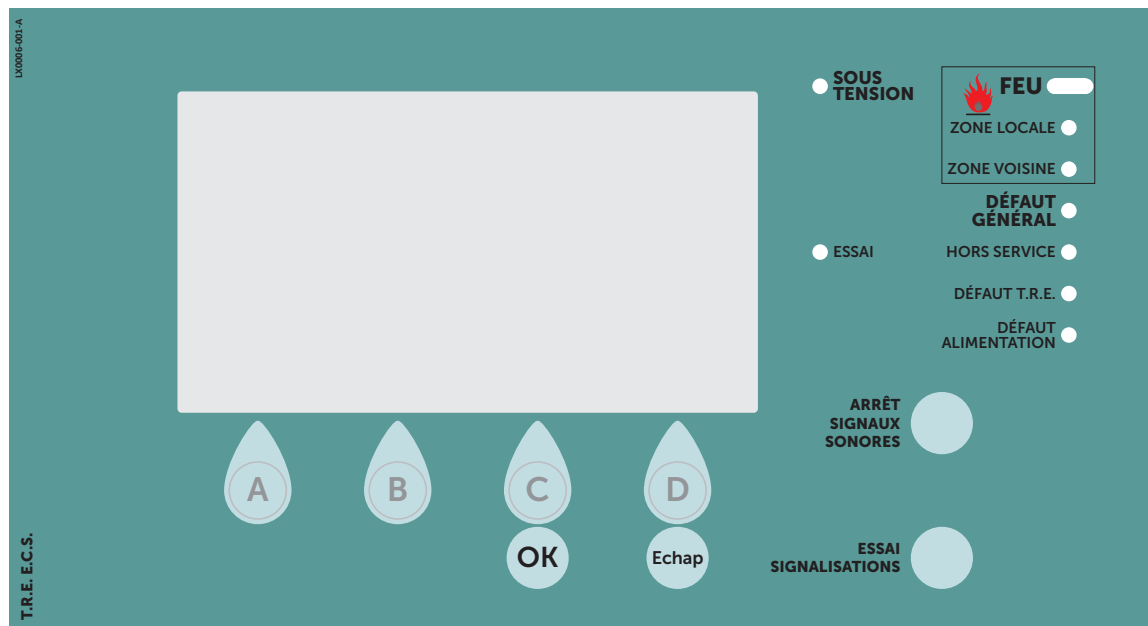 LX0006-001-A
SOUS
TENSION
FEU
ZONE LOCALE
ZONE VOISINE
DÉFAUT
GÉNÉRAL
ESSAI
HORS SERVICE
DÉFAUT T.R.E.
DÉFAUT
ALIMENTATION
ARRÊT
SIGNAUX
SONORES
A
B
C
D
OK
Echap
ESSAI
SIGNALISATIONS
T.R.E. E.C.S.